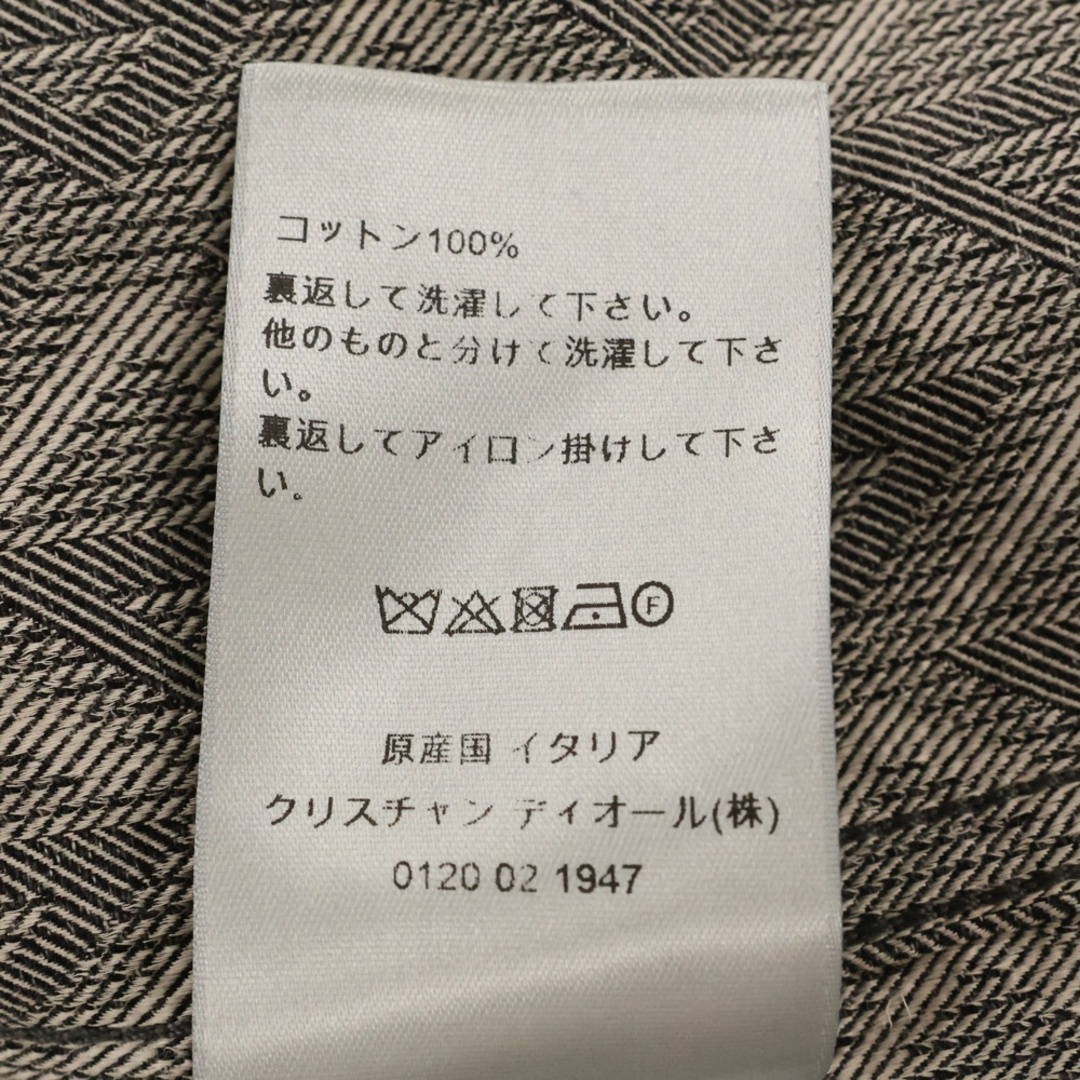 コットン100%
裏返して洗濯して下さい。
他のものと分けて洗濯して下さ
い。
裏返してアイロン掛けして下さ
い。
F
原産国 イタリア
クリスチャン ディオール(株)
0120 02 1947